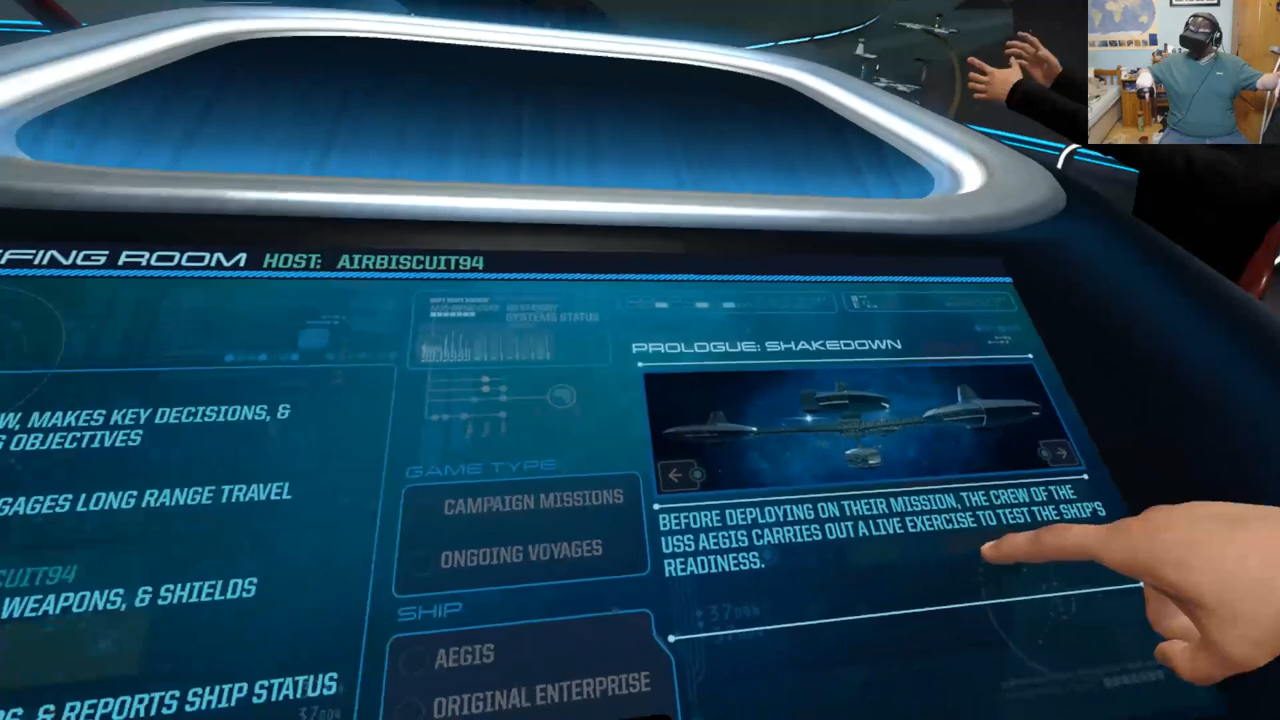 FING ROOM HOST: AIRBISCUIT94
SYSTEMS STATUS
PROLOGUE: SHAKEDOWN
W, MAKES KEY DECISIONS, &
OBJECTIVES
GAGES LONG RANGE TRAVEL
CUIT94
WEAPONS, & SHIELDS
& REPORTS SHIP STATUS
GAME TYPE
CAMPAIGN MISSIONS
ONGOING VOYAGES
SHIP
AEGIS
ORIGINAL ENTERPRISE
BEFORE DEPLOYING ON THEIR MISSION, THE CREW OF THE
USS AEGIS CARRIES OUT A LIVE EXERCISE TO TEST THE SHIP'S
READINESS.